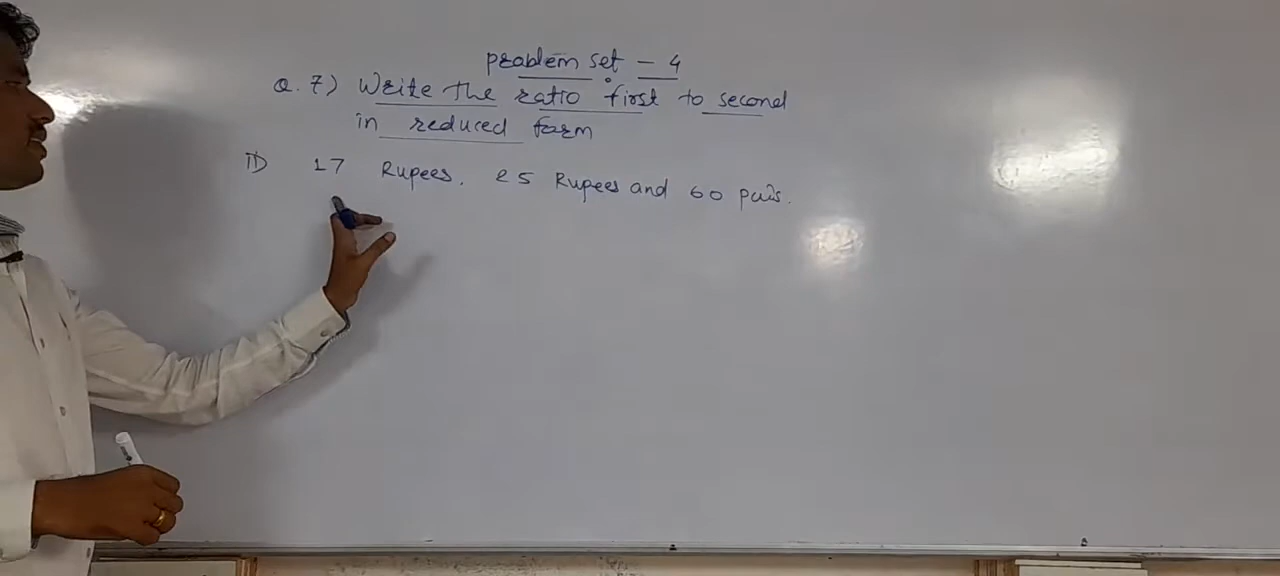 Problem set - 4
Q. 7) Write the ratio first to second
in reduced form
II) 17 Rupees, 25 Rupees and 60 pais.